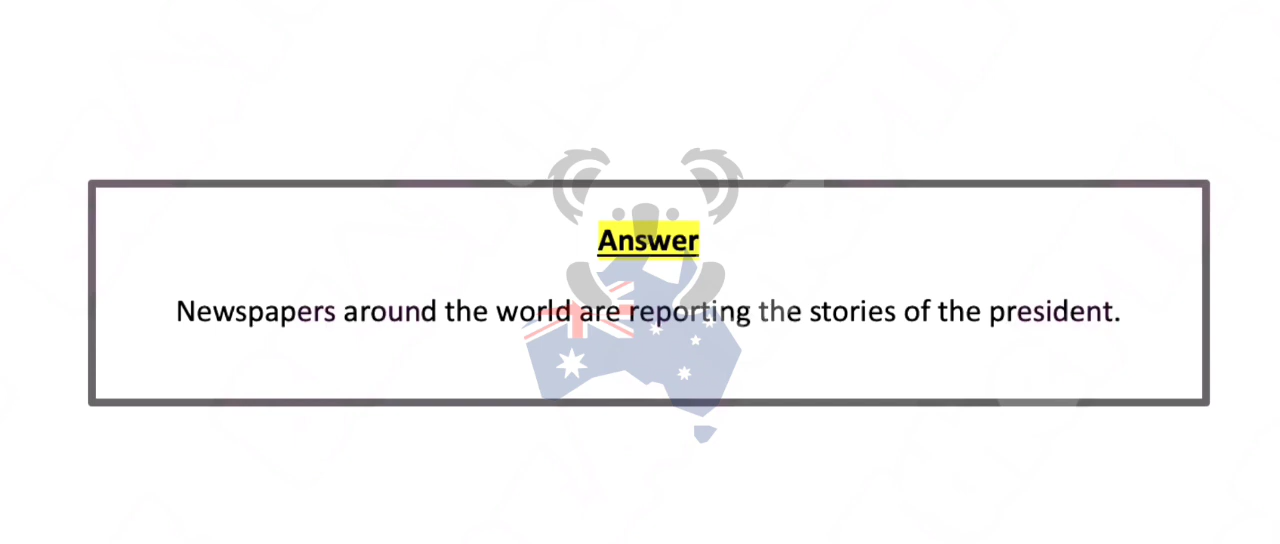 Answer
Newspapers around the world are reporting the stories of the president.